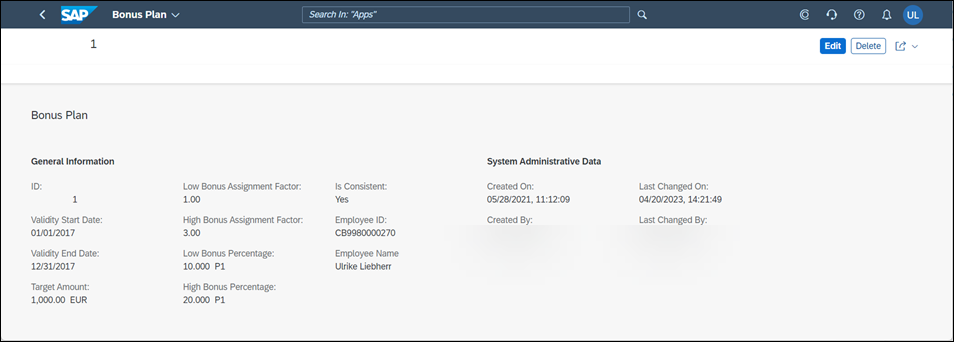 SAP Bonus Plan Search In: "Apps" UL
1 Edit Delete
Bonus Plan
General Information System Administrative Data
ID: Low Bonus Assignment Factor: Is Consistent: Created On: Last Changed On:
1 1.00 Yes 05/28/2021, 11:12:09 04/20/2023, 14:21:49
Validity Start Date: High Bonus Assignment Factor: Employee ID: Created By: Last Changed By:
01/01/2017 3.00 CB9980000270
Validity End Date: Low Bonus Percentage: Employee Name
12/31/2017 10.000 P1 Ulrike Liebherr
Target Amount: High Bonus Percentage:
1,000.00 EUR 20.000 P1